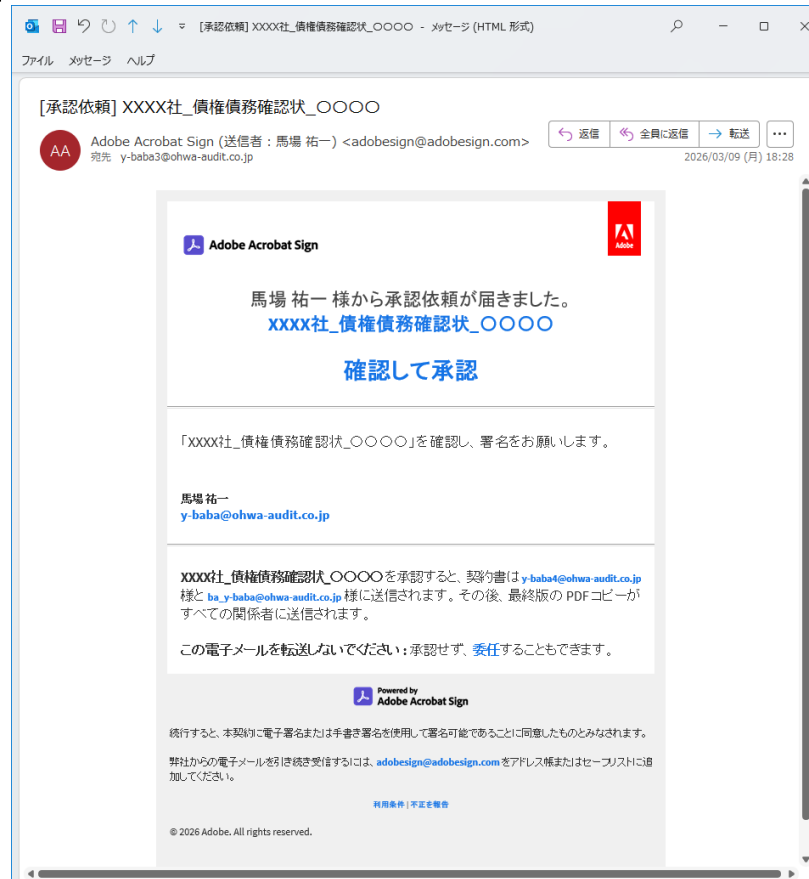 [承認依頼] XXXX社_債権債務確認状_〇〇〇〇 - メッセージ (HTML 形式)
ファイル メッセージ ヘルプ
[承認依頼] XXXX社_債権債務確認状_〇〇〇〇
AA
Adobe Acrobat Sign (送信者 : 馬場 祐一) <adobesign@adobesign.com>
宛先 y-baba3@ohwa-audit.co.jp
返信 全員に返信 転送
2026/03/09 (月) 18:28
Adobe Acrobat Sign
Adobe
馬場 祐一 様から承認依頼が届きました。
XXXX社_債権債務確認状_〇〇〇〇
確認して承認
「XXXX社_債権債務確認状_〇〇〇〇」を確認し、署名をお願いします。
馬場 祐一
y-baba@ohwa-audit.co.jp
XXXX社_債権債務確認状_〇〇〇〇を承認すると、契約書は y-baba4@ohwa-audit.co.jp
様と ba_y-baba@ohwa-audit.co.jp 様に送信されます。その後、最終版の PDF コピーが
すべての関係者に送信されます。
この電子メールを転送しないでください : 承認せず、委任することもできます。
Powered by
Adobe Acrobat Sign
続行すると、本契約に電子署名または手書き署名を使用して署名可能であることに同意したものとみなされます。
弊社からの電子メールを引き続き受信するには、adobesign@adobesign.com をアドレス帳またはセーフリストに追
加してください。
利用条件 | 不正を報告
© 2026 Adobe. All rights reserved.